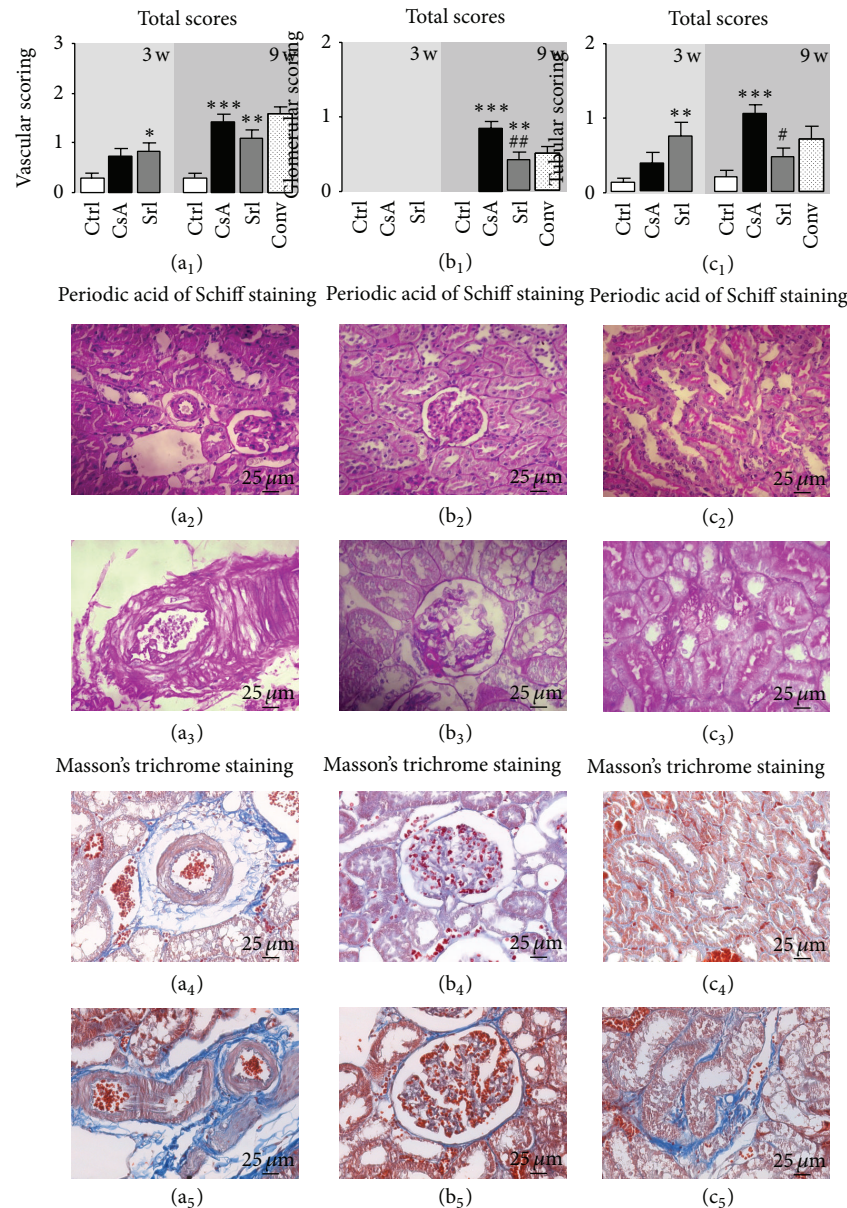 Total scores
Vascular scoring
3
2
1
0
3 w
9 w
*
***
**
Ctrl
CsA
Srl
Ctrl
CsA
Srl
Conv
(a₁)
Total scores
Glomerular scoring
2
1
0
***
**
##
Ctrl
CsA
Srl
CsA
Srl
Conv
(b₁)
Total scores
Tubular scoring
2
1
0
3 w
9 w
**
***
#
Ctrl
CsA
Srl
Ctrl
CsA
Srl
Conv
(c₁)
Periodic acid of Schiff staining
Periodic acid of Schiff staining
Periodic acid of Schiff staining
25 μm
25 μm
25 μm
(a₂)
(b₂)
(c₂)
25 μm
25 μm
25 μm
(a₃)
(b₃)
(c₃)
Masson's trichrome staining
Masson's trichrome staining
Masson's trichrome staining
25 μm
25 μm
25 μm
(a₄)
(b₄)
(c₄)
25 μm
25 μm
25 μm
(a₅)
(b₅)
(c₅)